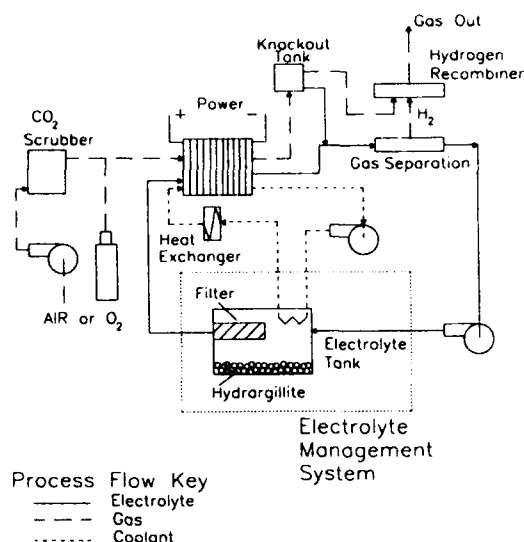 Gas Out
Knockout
Tank
Hydrogen
Recombiner
Power
+ -
CO2
Scrubber
H2
Gas Separation
Heat
Exchanger
AIR or O2
Filter
Electrolyte
Tank
Hydrargillite
Electrolyte
Management
System
Process Flow Key
Electrolyte
Gas
Coolant